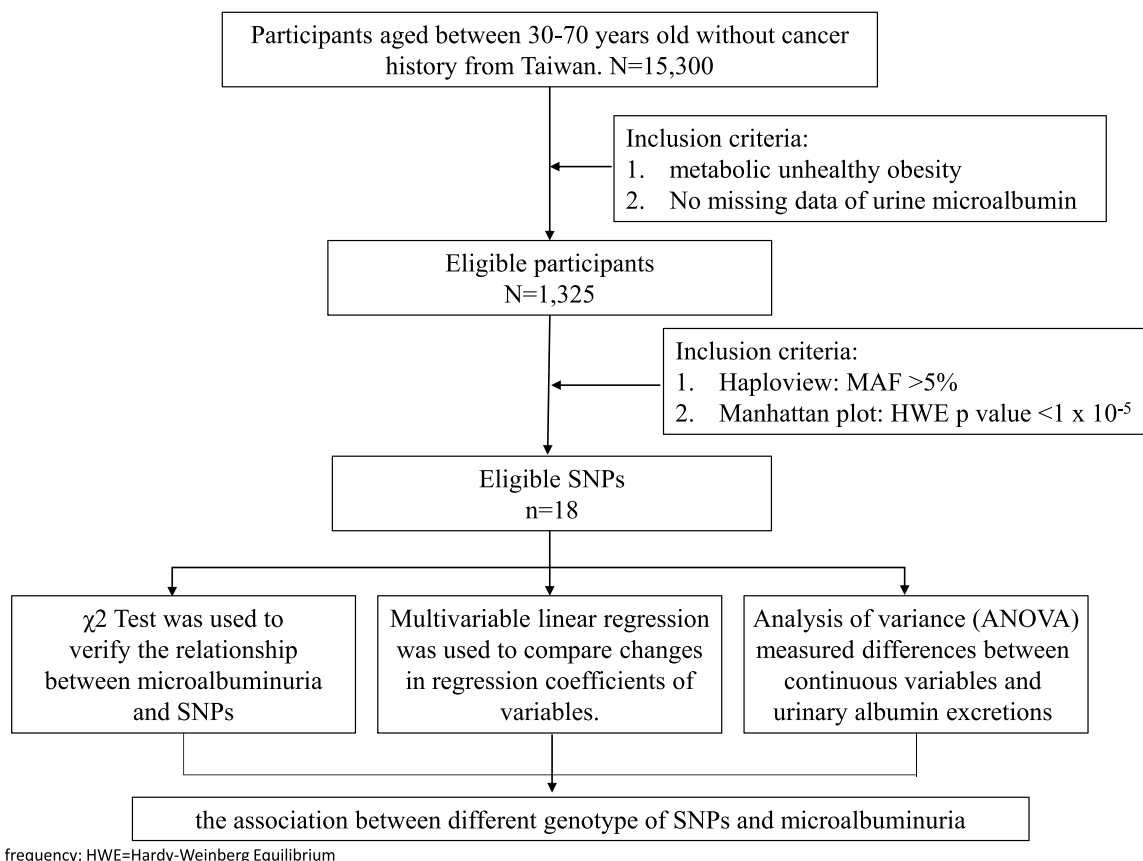 Participants aged between 30-70 years old without cancer
history from Taiwan. N=15,300
Inclusion criteria:
1. metabolic unhealthy obesity
2. No missing data of urine microalbumin
Eligible participants
N=1,325
Inclusion criteria:
1. Haploview: MAF >5%
2. Manhattan plot: HWE p value <1 x 10⁻⁵
Eligible SNPs
n=18
χ2 Test was used to
verify the relationship
between microalbuminuria
and SNPs
Multivariable linear regression
was used to compare changes
in regression coefficients of
variables.
Analysis of variance (ANOVA)
measured differences between
continuous variables and
urinary albumin excretions
the association between different genotype of SNPs and microalbuminuria
frequency; HWE=Hardy-Weinberg Equilibrium